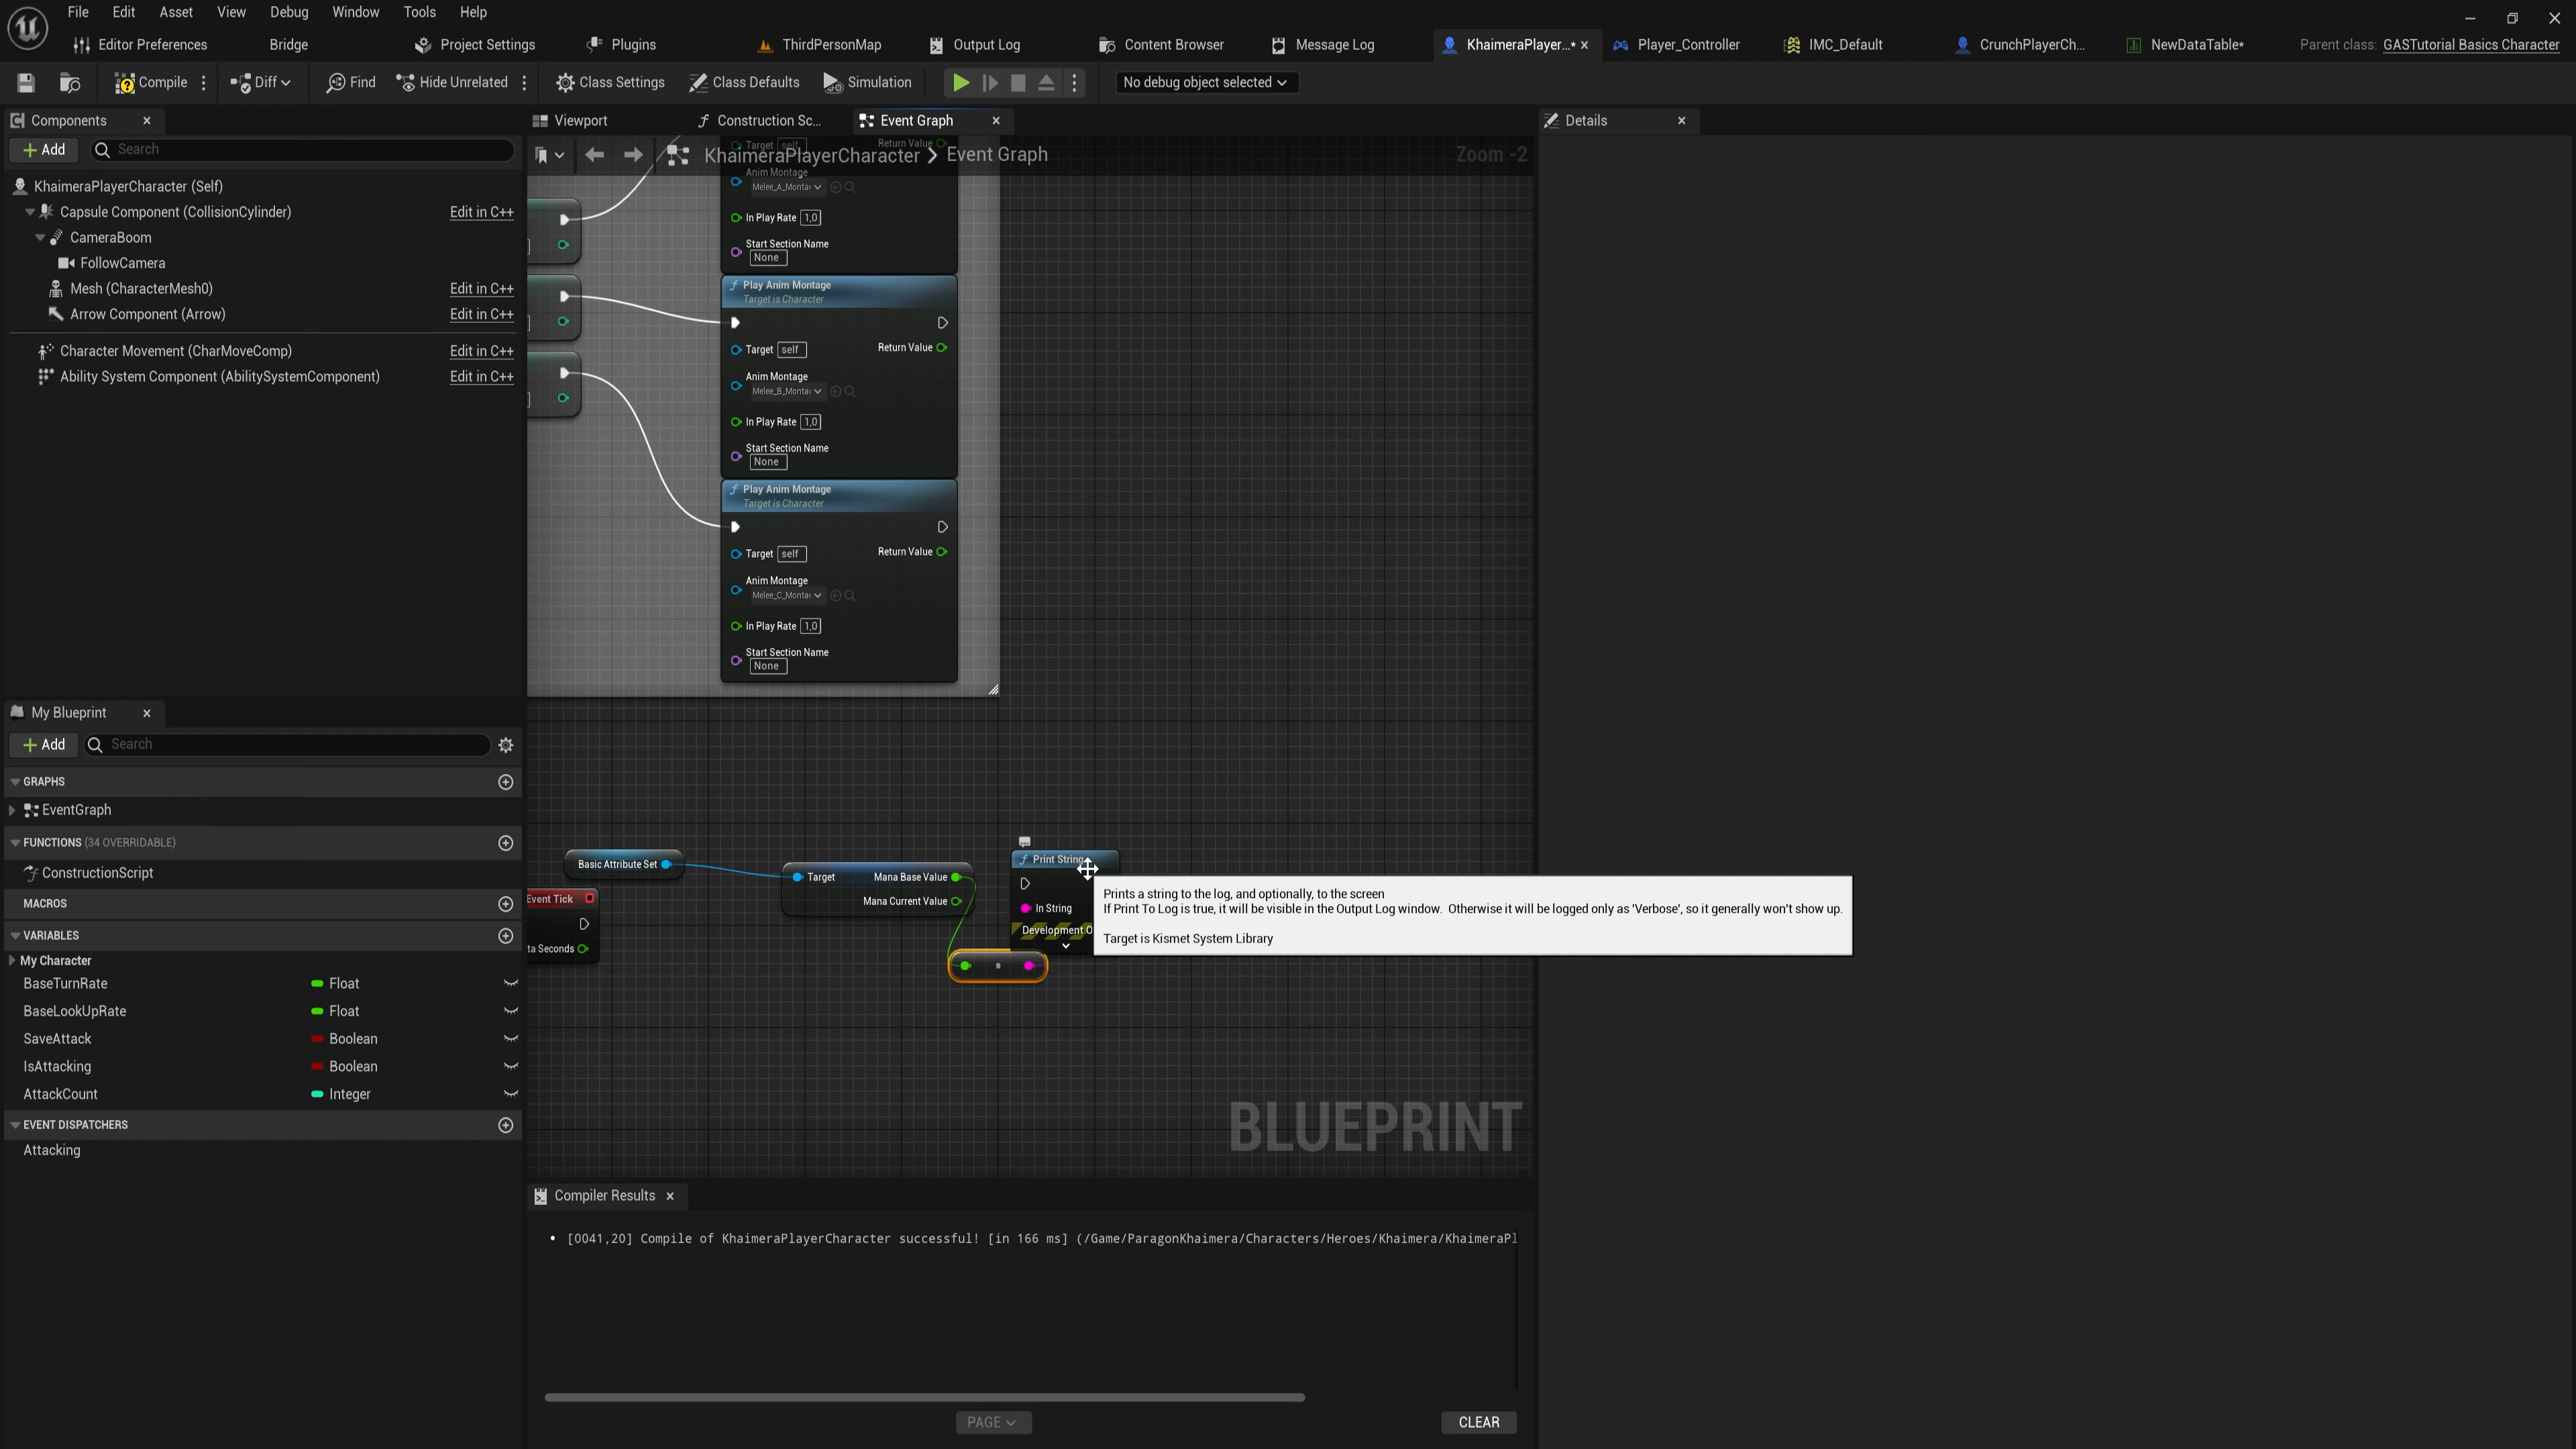 File Edit Asset View Debug Window Tools Help
Editor Preferences Bridge Project Settings Plugins ThirdPersonMap Output Log Content Browser Message Log KhaimeraPlayer...* Player_Controller IMC_Default CrunchPlayerCh... NewDataTable* Parent class: GASTutorial Basics Character
Compile Diff Find Hide Unrelated Class Settings Class Defaults Simulation No debug object selected
Components
Add Search
KhaimeraPlayerCharacter (Self)
Capsule Component (CollisionCylinder) Edit in C++
CameraBoom
FollowCamera
Mesh (CharacterMesh0) Edit in C++
Arrow Component (Arrow) Edit in C++
Character Movement (CharMoveComp) Edit in C++
Ability System Component (AbilitySystemComponent) Edit in C++
My Blueprint
Add Search
GRAPHS
EventGraph
FUNCTIONS (34 OVERRIDABLE)
ConstructionScript
MACROS
VARIABLES
My Character
BaseTurnRate Float
BaseLookUpRate Float
SaveAttack Boolean
IsAttacking Boolean
AttackCount Integer
EVENT DISPATCHERS
Attacking
Viewport Construction Sc... Event Graph
KhaimeraPlayerCharacter > Event Graph Zoom -2
Target self Return Value
Anim Montage
Melee_A_Montag
In Play Rate 1,0
Start Section Name
None
Play Anim Montage
Target is Character
Target self Return Value
Anim Montage
Melee_B_Montag
In Play Rate 1,0
Start Section Name
None
Play Anim Montage
Target is Character
Target self Return Value
Anim Montage
Melee_C_Montag
In Play Rate 1,0
Start Section Name
None
Basic Attribute Set
Event Tick
ta Seconds
Target Mana Base Value
Mana Current Value
Print String
In String
Development O
Prints a string to the log, and optionally, to the screen
If Print To Log is true, it will be visible in the Output Log window. Otherwise it will be logged only as 'Verbose', so it generally won't show up.
Target is Kismet System Library
BLUEPRINT
Compiler Results
[0041,20] Compile of KhaimeraPlayerCharacter successful! [in 166 ms] (/Game/ParagonKhaimera/Characters/Heroes/Khaimera/KhaimeraPl
PAGE CLEAR
Details